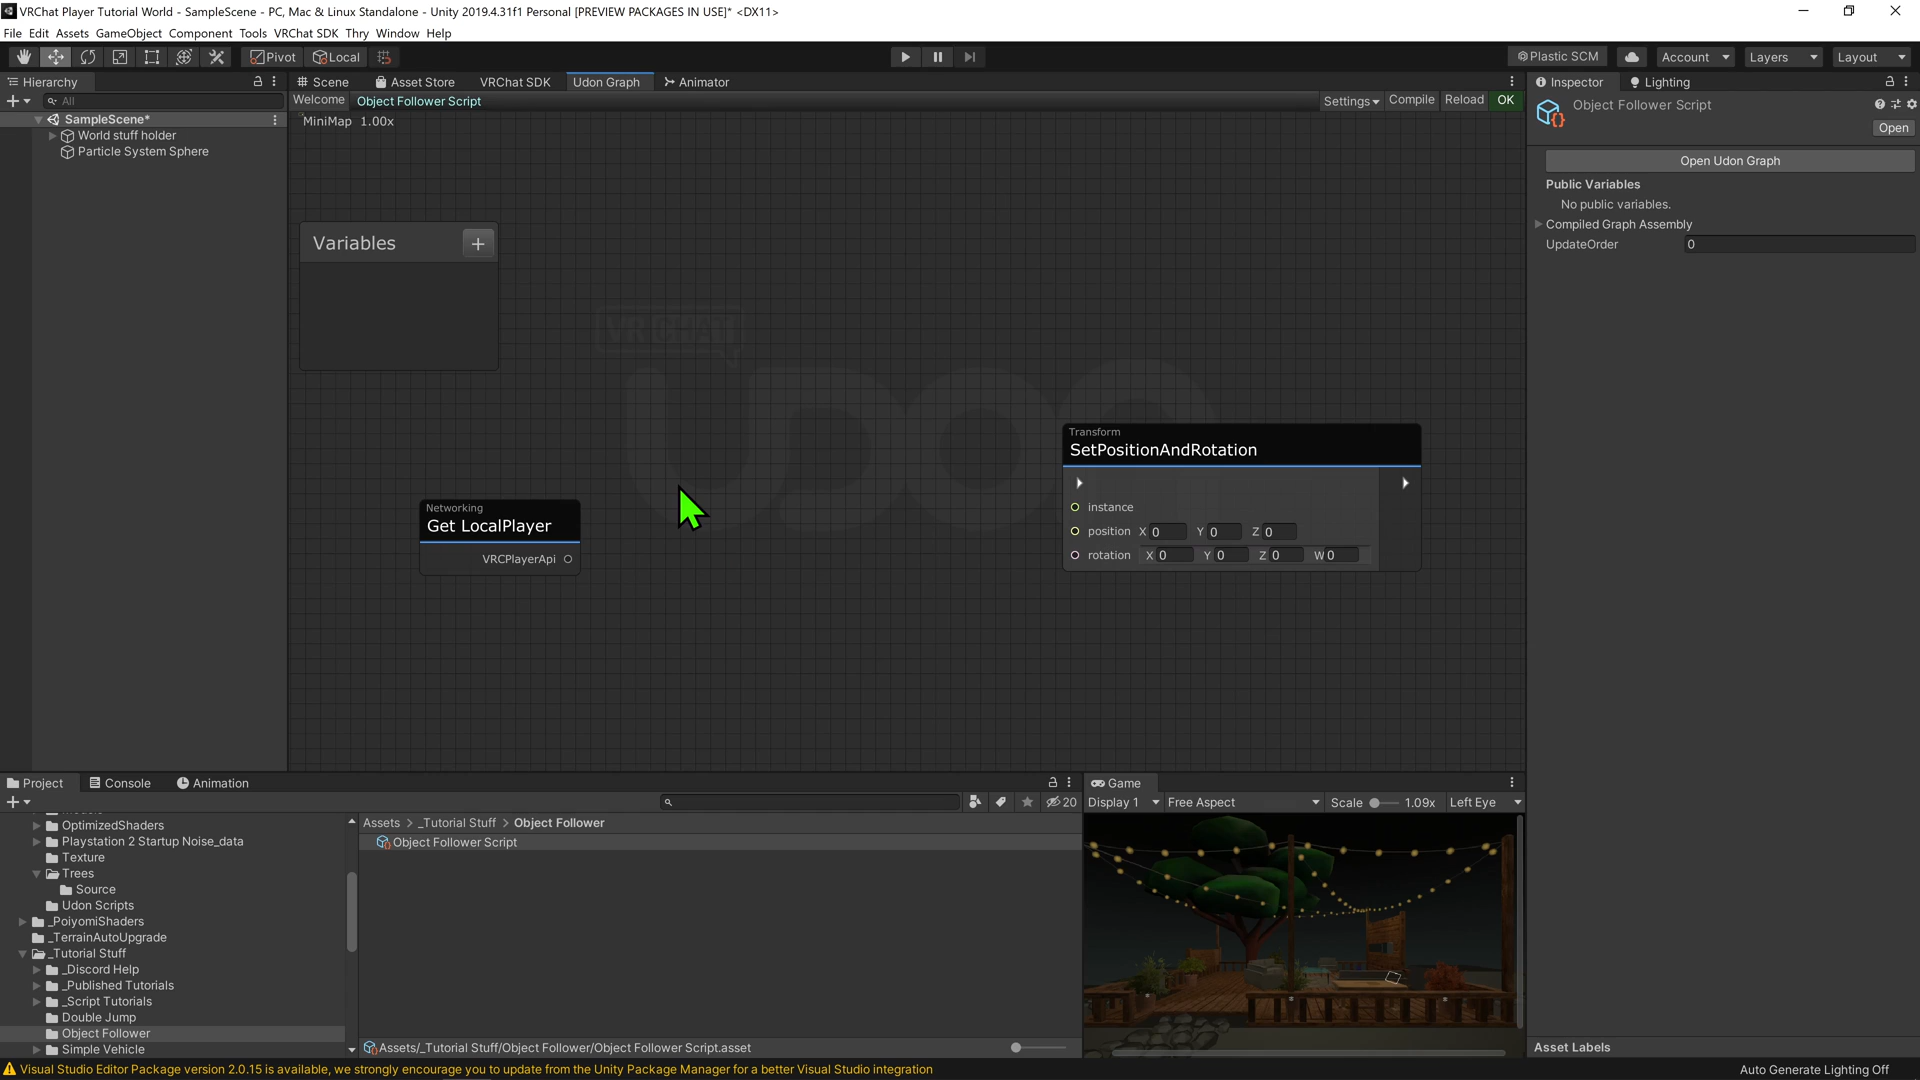 VRChat Player Tutorial World - SampleScene - PC, Mac & Linux Standalone - Unity 2019.4.31f1 Personal [PREVIEW PACKAGES IN USE]* <DX11>
File Edit Assets GameObject Component Tools VRChat SDK Thry Window Help
Pivot Local
Plastic SCM Account Layers Layout
Hierarchy
All
SampleScene*
World stuff holder
Particle System Sphere
Scene Asset Store VRChat SDK Udon Graph Animator
Welcome Object Follower Script Settings Compile Reload OK
MiniMap 1.00x
Variables +
VRCHAT
UDON
Networking
Get LocalPlayer
VRCPlayerApi
Transform
SetPositionAndRotation
instance
position X 0 Y 0 Z 0
rotation X 0 Y 0 Z 0 W 0
Inspector Lighting
Object Follower Script
Open
Open Udon Graph
Public Variables
No public variables.
Compiled Graph Assembly
UpdateOrder 0
Asset Labels
Project Console Animation
20
OptimizedShaders
Playstation 2 Startup Noise_data
Texture
Trees
Source
Udon Scripts
_PoiyomiShaders
_TerrainAutoUpgrade
_Tutorial Stuff
_Discord Help
_Published Tutorials
_Script Tutorials
Double Jump
Object Follower
Simple Vehicle
Assets > _Tutorial Stuff > Object Follower
Object Follower Script
Assets/_Tutorial Stuff/Object Follower/Object Follower Script.asset
Game
Display 1 Free Aspect Scale 1.09x Left Eye
Visual Studio Editor Package version 2.0.15 is available, we strongly encourage you to update from the Unity Package Manager for a better Visual Studio integration
Auto Generate Lighting Off